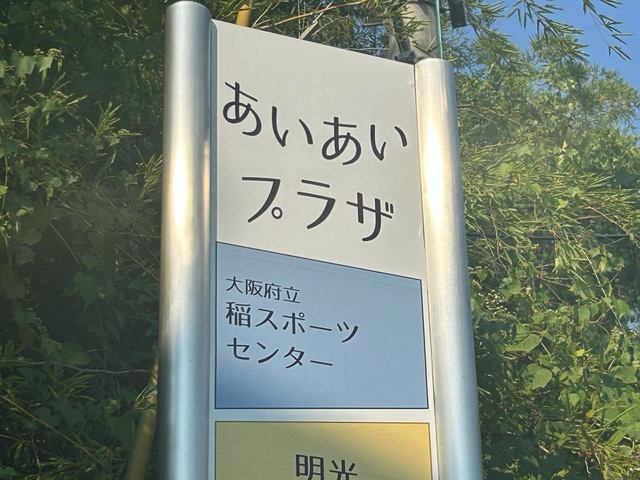 あいあい
プラザ
大阪府立
稲スポーツ
センター
明光